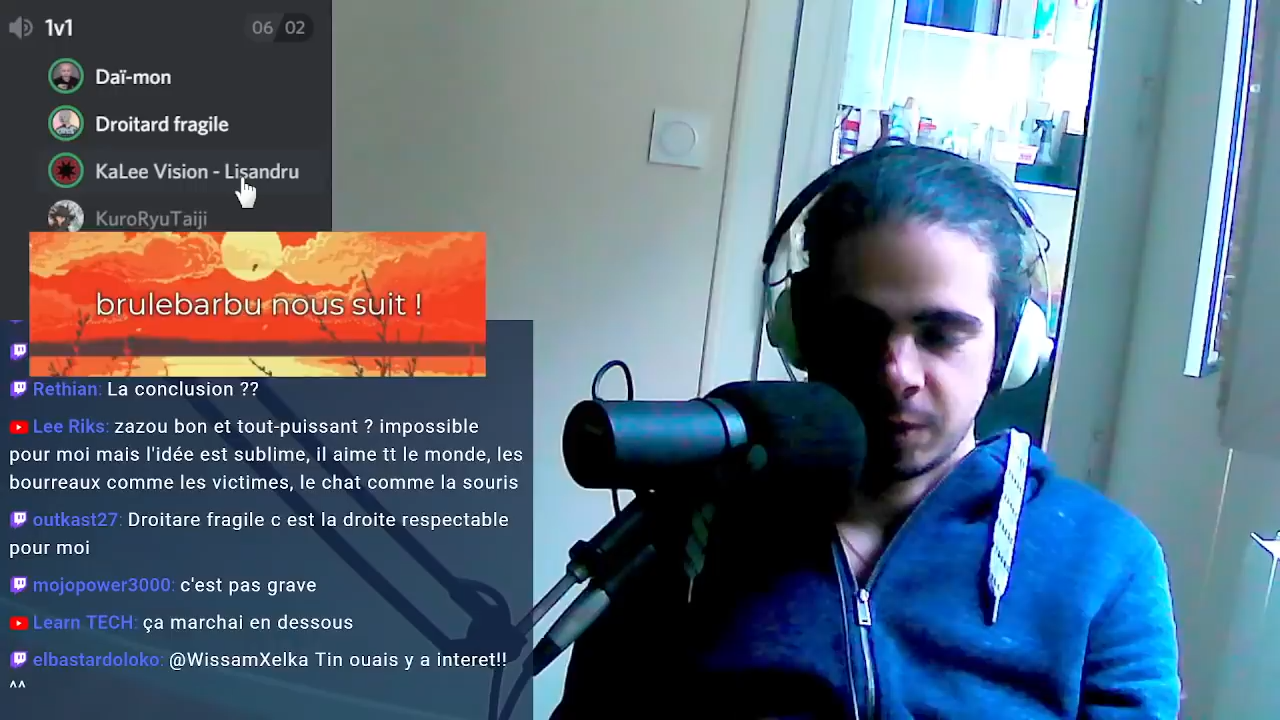 1v1 06 02
Daï-mon
Droitard fragile
KaLee Vision - Lisandru
KuroRyuTaiji
brulebarbu nous suit !
Rethian: La conclusion ??
Lee Riks: zazou bon et tout-puissant ? impossible
pour moi mais l'idée est sublime, il aime tt le monde, les
bourreaux comme les victimes, le chat comme la souris
outkast27: Droitare fragile c est la droite respectable
pour moi
mojopower3000: c'est pas grave
Learn TECH: ça marchai en dessous
elbastardoloko: @WissamXelka Tin ouais y a interet!!
^^